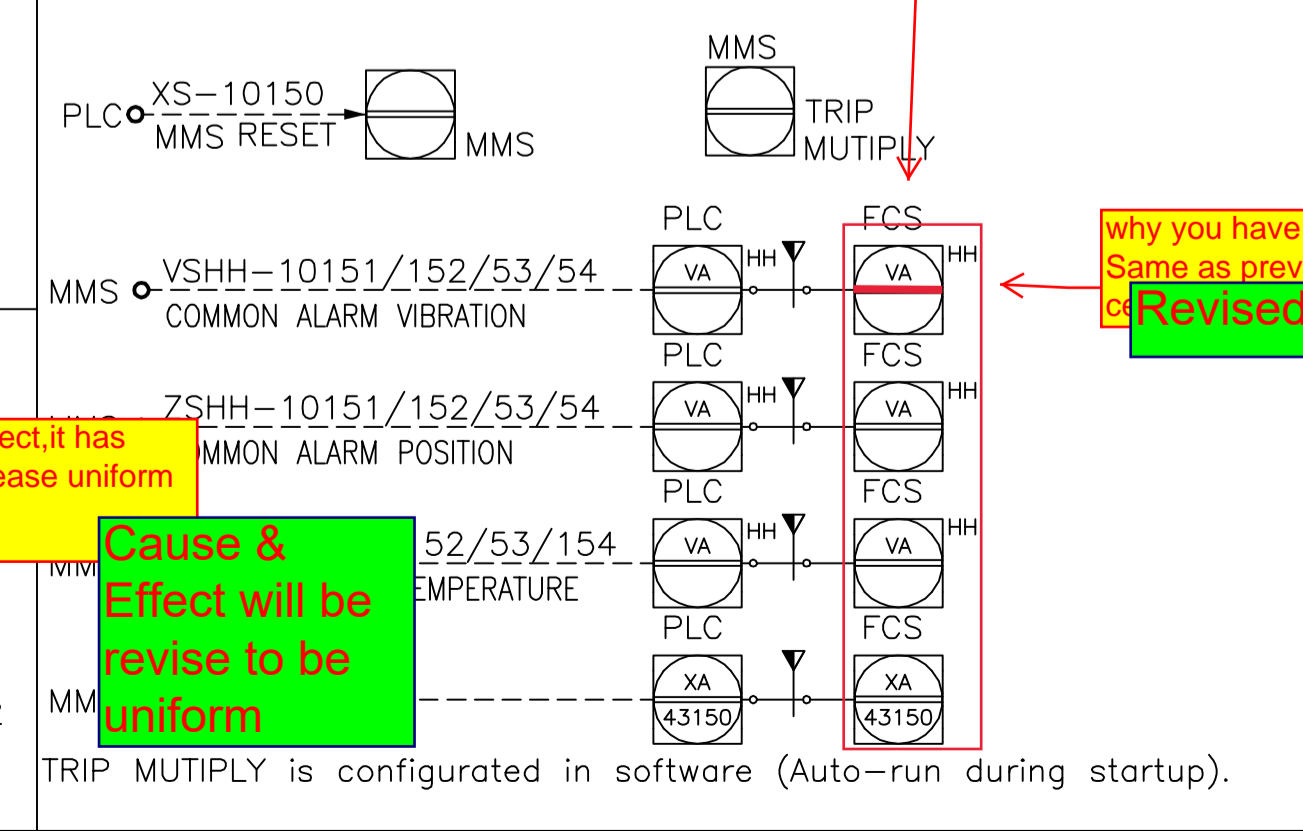 MMS
XS-10150
PLC
TRIP
MMS RESET
MMS
MUTIPLY
PLC
FCS
why you have
VSHH-10151/152/53/54
VA
HH
VA
HH
Same as prev
MMS
COMMON ALARM VIBRATION
Revised
PLC
FCS
ZSHH-10151/152/53/54
VA
HH
VA
HH
ect,it has
MMON ALARM POSITION
ease uniform
PLC
FCS
Cause &
Effect will be
revise to be
uniform
52/53/154
VA
HH
VA
HH
EMPERATURE
PLC
FCS
XA
XA
MM
43150
43150
TRIP MUTIPLY is configurated in software (Auto-run during startup).